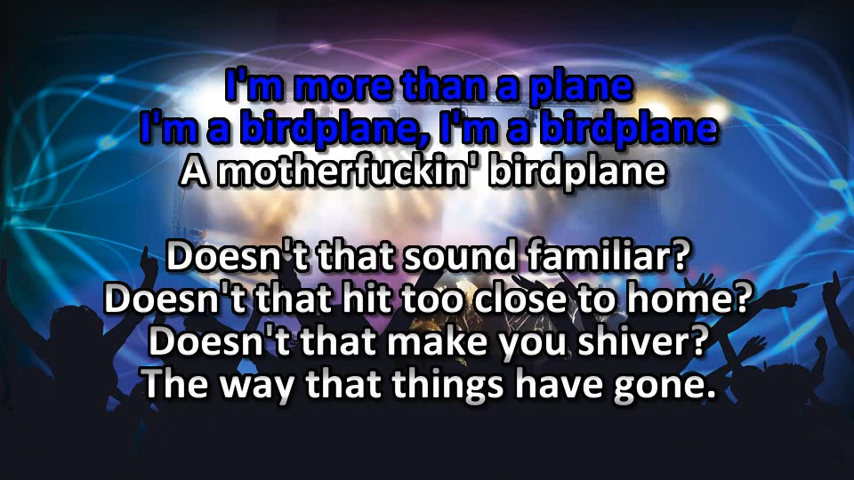 I'm more than a plane
I'm a birdplane, I'm a birdplane
A motherfuckin' birdplane
Doesn't that sound familiar?
Doesn't that hit too close to home?
Doesn't that make you shiver?
The way that things have gone.